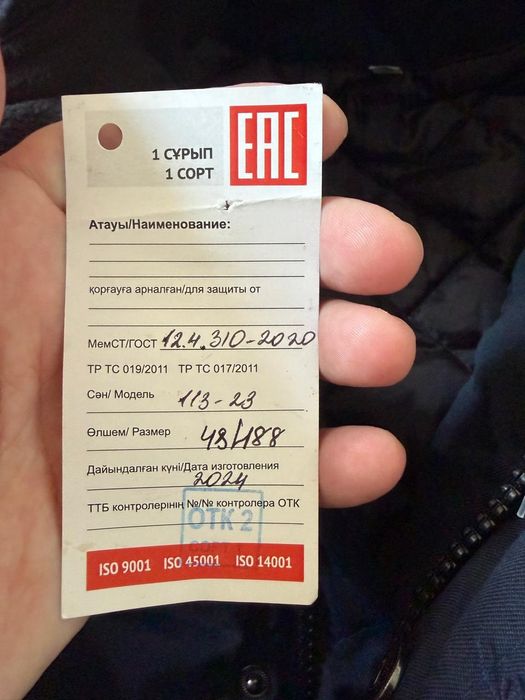 1 СҰРЫП
1 СОРТ
ЕАС
Атауы/Наименование:
қорғауға арналған/для защиты от
МемСТ/ГОСТ 12.4.310-2020
ТР ТС 019/2011 ТР ТС 017/2011
Сән/ Модель 113-23
Өлшем/ Размер 48/188
Дайындалған күні/Дата изготовления
2024
ТТБ контролерінің №/№ контролера ОТК
ОТК 2
СОРТ
ISO 9001 ISO 45001 ISO 14001